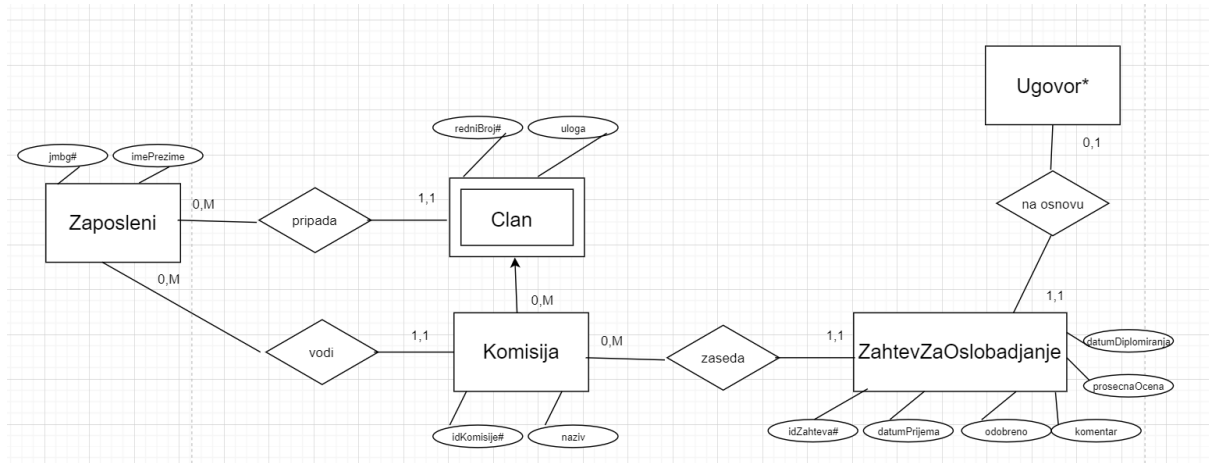 Ugovor*
0,1
redniBroj#
uloga
jmbg#
imePrezime
Zaposleni
0,M
pripada
1,1
Clan
na osnovu
0,M
0,M
1,1
vodi
1,1
Komisija
0,M
zaseda
1,1
ZahtevZaOslobadjanje
datumDiplomiranja
prosecnaOcena
idKomisije#
naziv
idZahteva#
datumPrijema
odobreno
komentar